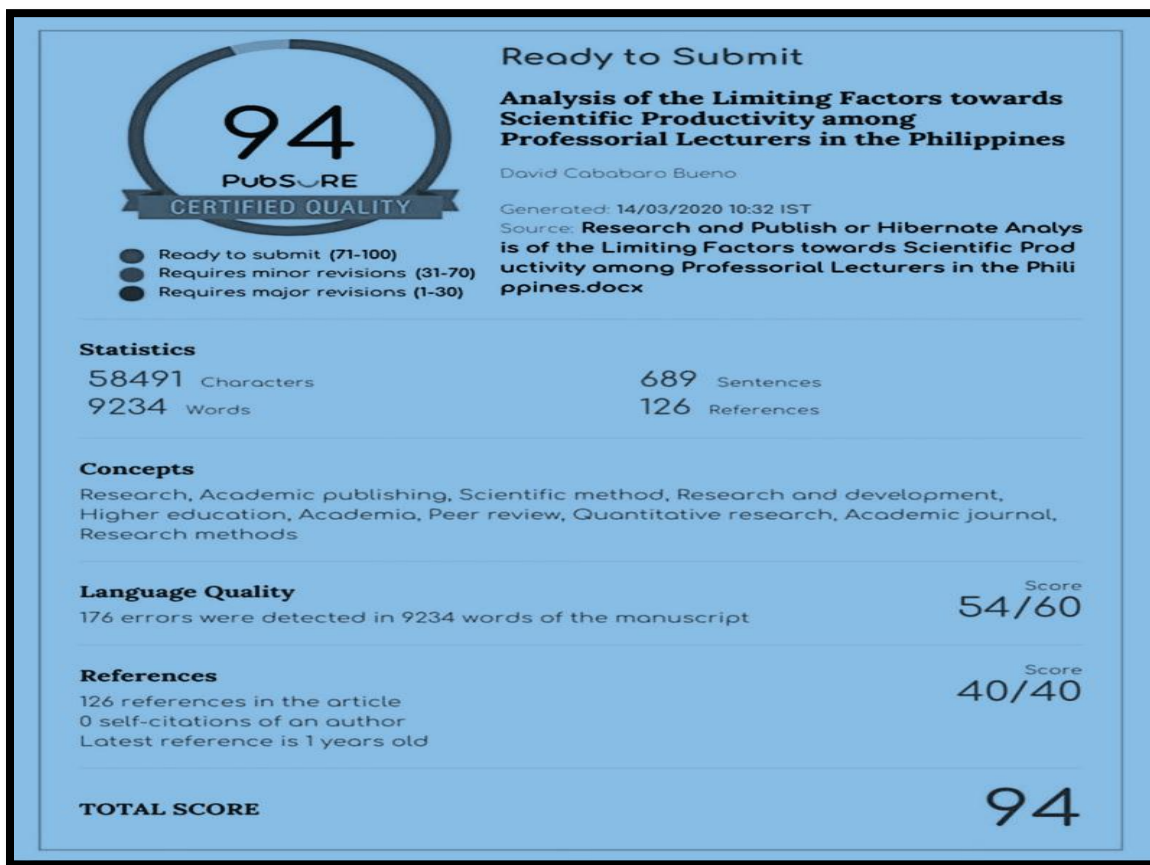 94
PubSURE
CERTIFIED QUALITY
Ready to submit (71-100)
Requires minor revisions (31-70)
Requires major revisions (1-30)
Ready to Submit
Analysis of the Limiting Factors towards
Scientific Productivity among
Professorial Lecturers in the Philippines
David Cababaro Bueno
Generated: 14/03/2020 10:32 IST
Source: Research and Publish or Hibernate Analys
is of the Limiting Factors towards Scientific Prod
uctivity among Professorial Lecturers in the Phili
ppines.docx
Statistics
58491 Characters
689 Sentences
9234 Words
126 References
Concepts
Research, Academic publishing, Scientific method, Research and development,
Higher education, Academia, Peer review, Quantitative research, Academic journal,
Research methods
Language Quality
176 errors were detected in 9234 words of the manuscript
Score
54/60
References
126 references in the article
0 self-citations of an author
Latest reference is 1 years old
Score
40/40
TOTAL SCORE
94